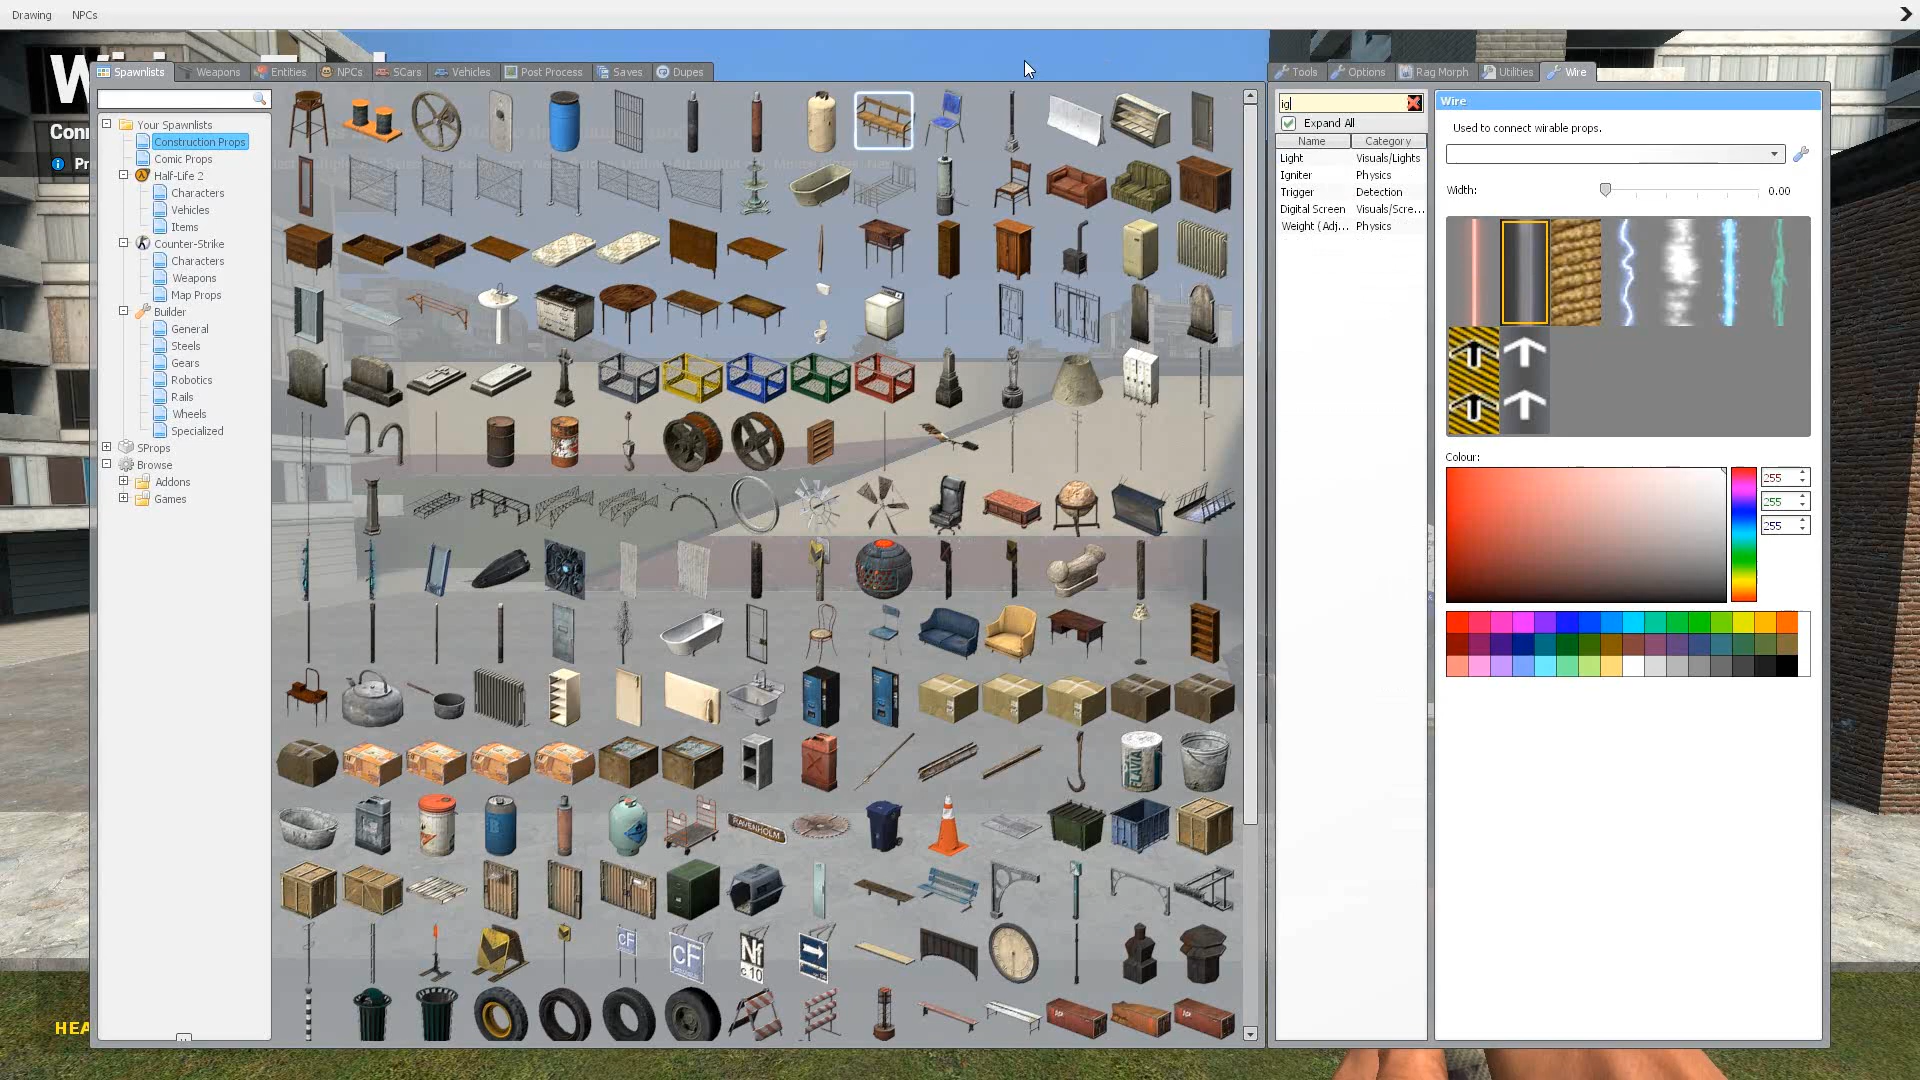 Drawing NPCs
W
Spawnlists Weapons Entities NPCs SCars Vehicles Post Process Saves Dupes
Tools Options Rag Morph Utilities Wire
Con
Pr
HEA
Your Spawnlists
Construction Props
Comic Props
Half-Life 2
Characters
Vehicles
Items
Counter-Strike
Characters
Weapons
Map Props
Builder
General
Steels
Gears
Robotics
Rails
Wheels
Specialized
SProps
Browse
Addons
Games
RAVENHOLM
cF
cF
Nf
c 10
ig
Expand All
Name Category
Light Visuals/Lights
Igniter Physics
Trigger Detection
Digital Screen Visuals/Scre...
Weight (Adj... Physics
Wire
Used to connect wirable props.
Width: 0.00
Colour:
255
255
255